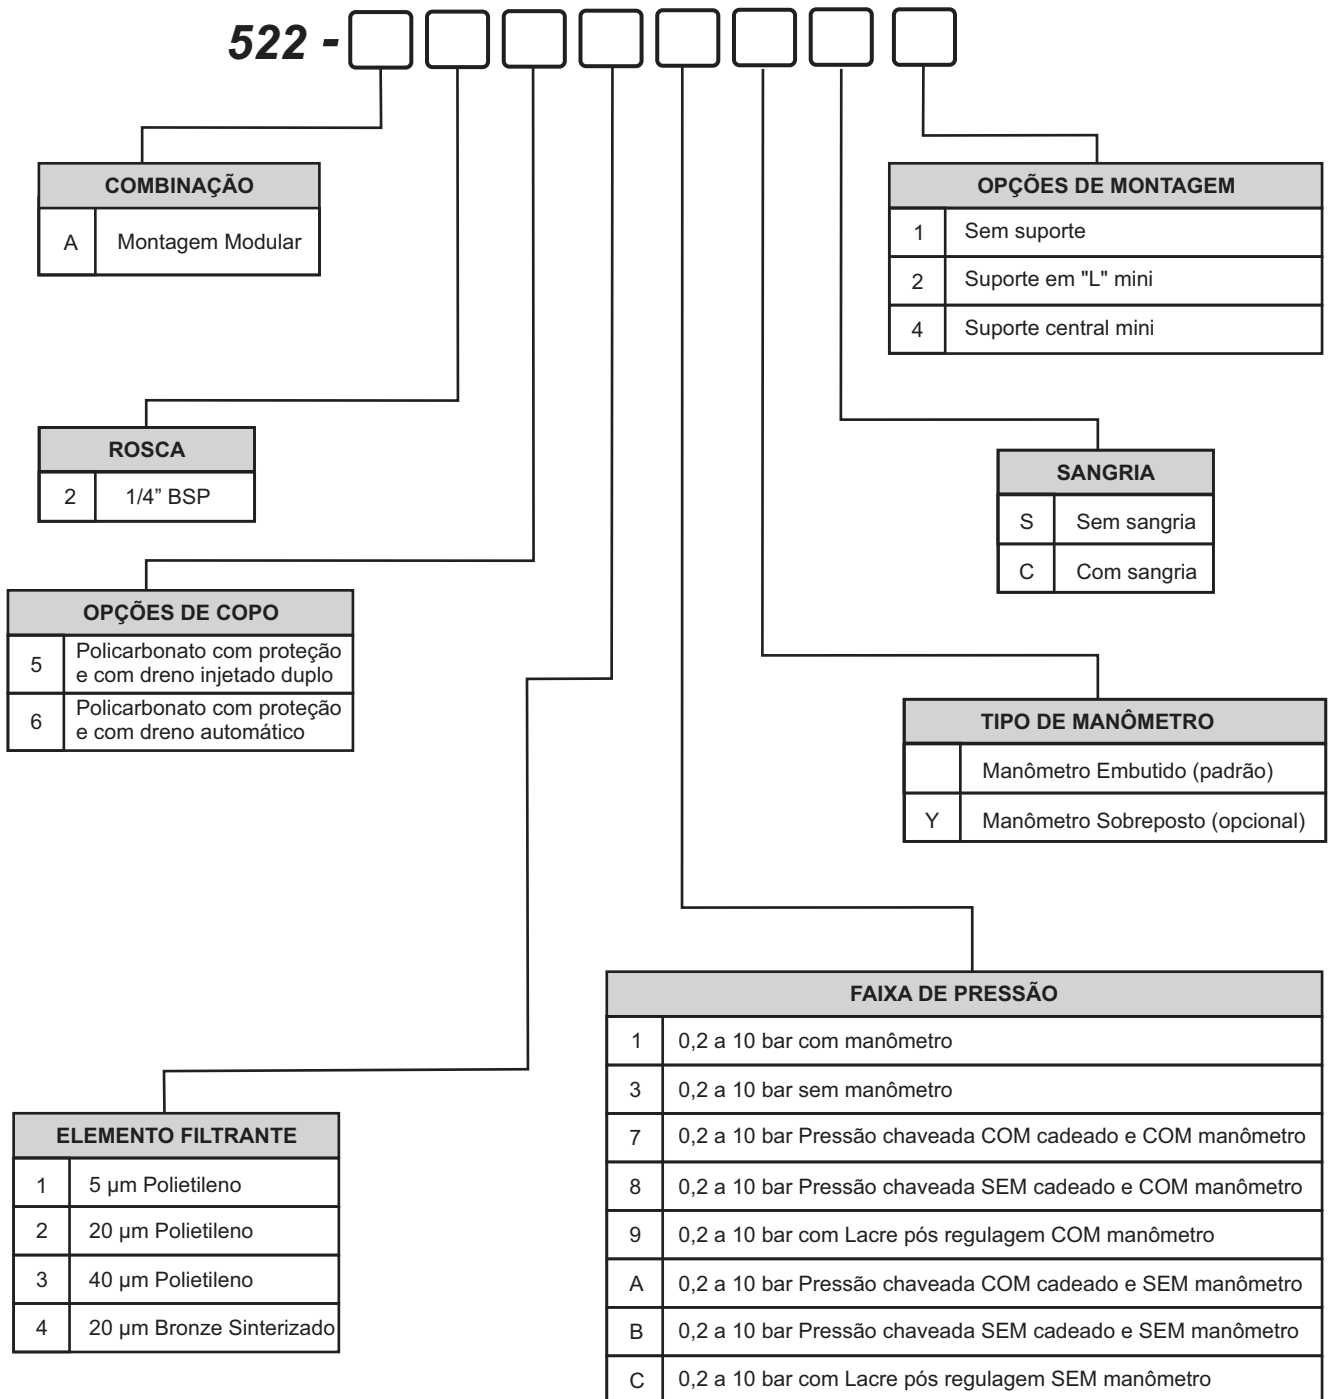 522 -
COMBINAÇÃO
A Montagem Modular
OPÇÕES DE MONTAGEM
1 Sem suporte
2 Suporte em "L" mini
4 Suporte central mini
ROSCA
2 1/4” BSP
SANGRIA
S Sem sangria
C Com sangria
OPÇÕES DE COPO
5 Policarbonato com proteção
e com dreno injetado duplo
6 Policarbonato com proteção
e com dreno automático
TIPO DE MANÔMETRO
Manômetro Embutido (padrão)
Y Manômetro Sobreposto (opcional)
FAIXA DE PRESSÃO
1 0,2 a 10 bar com manômetro
3 0,2 a 10 bar sem manômetro
7 0,2 a 10 bar Pressão chaveada COM cadeado e COM manômetro
8 0,2 a 10 bar Pressão chaveada SEM cadeado e COM manômetro
9 0,2 a 10 bar com Lacre pós regulagem COM manômetro
A 0,2 a 10 bar Pressão chaveada COM cadeado e SEM manômetro
B 0,2 a 10 bar Pressão chaveada SEM cadeado e SEM manômetro
C 0,2 a 10 bar com Lacre pós regulagem SEM manômetro
ELEMENTO FILTRANTE
1 5 µm Polietileno
2 20 µm Polietileno
3 40 µm Polietileno
4 20 µm Bronze Sinterizado